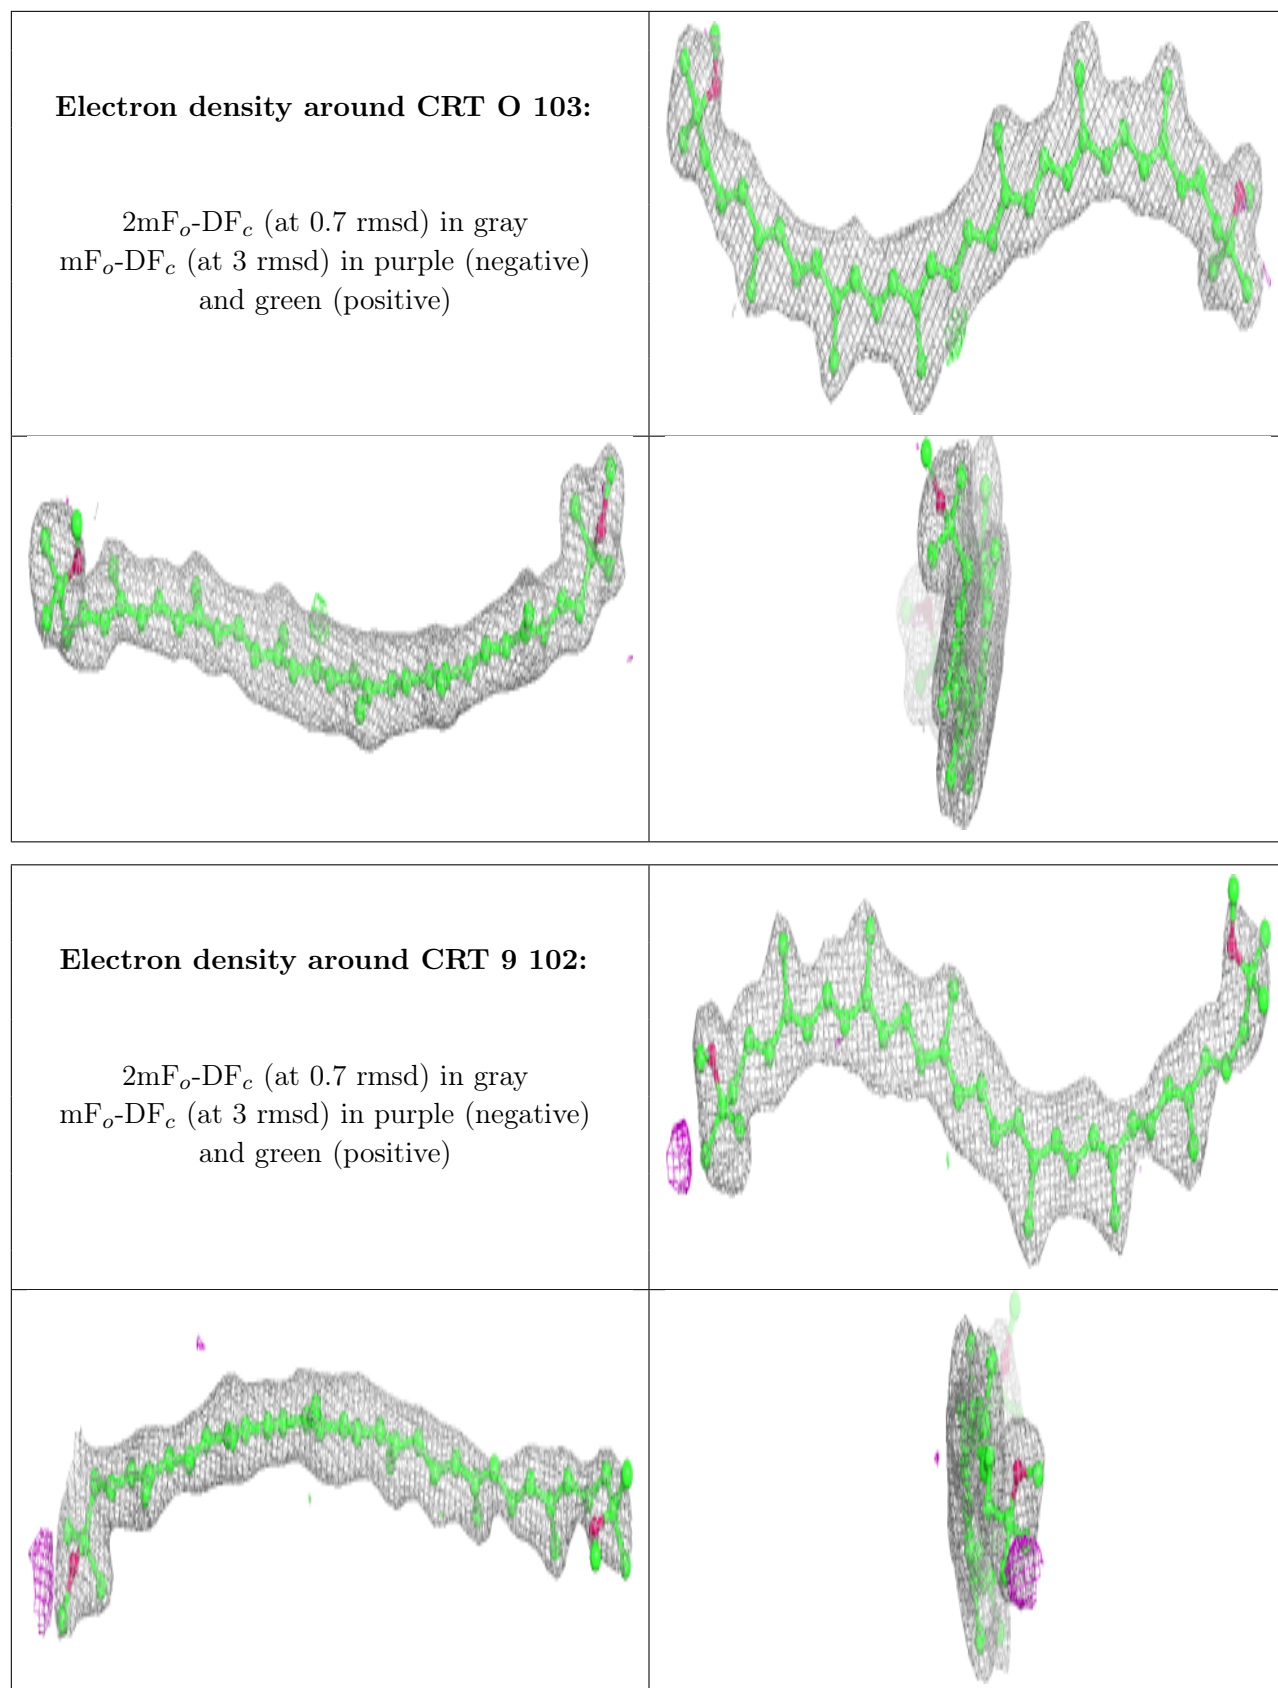 Electron density around CRT O 103:
2mFo-DFc (at 0.7 rmsd) in gray
mFo-DFc (at 3 rmsd) in purple (negative)
and green (positive)
Electron density around CRT 9 102:
2mFo-DFc (at 0.7 rmsd) in gray
mFo-DFc (at 3 rmsd) in purple (negative)
and green (positive)